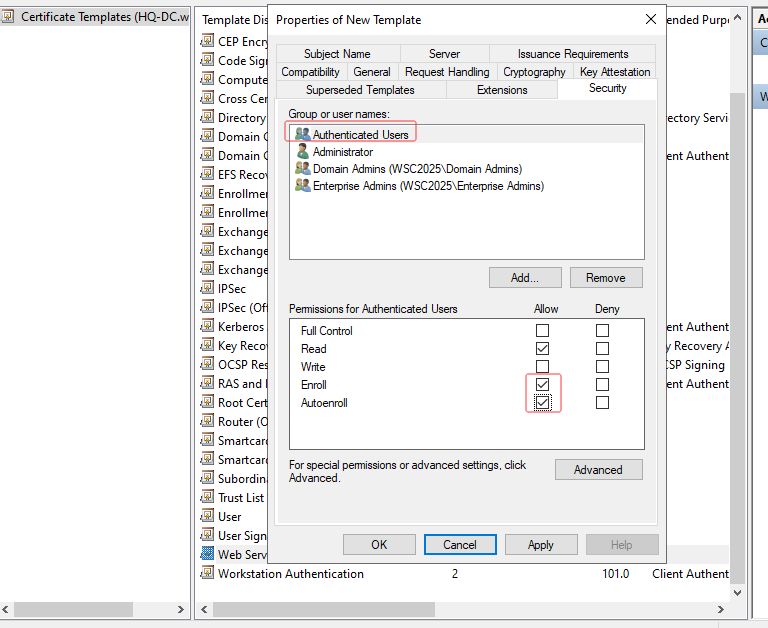 Certificate Templates (HQ-DC.w
Template Dis
ended Purp
Ac
CEP Encry
Code Sig
C
Compute
Cross Cer
Directory
ectory Servi
W
Domain C
Domain C
ent Authent
EFS Reco
Enrollme
Enrollme
Exchange
Exchange
Exchange
IPSec
IPSec (Off
Kerberos
ent Authent
Key Reco
y Recovery A
OCSP Res
CSP Signing
RAS and I
ent Authent
Root Cert
Router (O
Smartcar
Smartcar
Subordin
Trust List
User
User Sign
Web Serv
Workstation Authentication 2 101.0 Client Authent
Properties of New Template
Subject Name Server Issuance Requirements
Compatibility General Request Handling Cryptography Key Attestation
Superseded Templates Extensions Security
Group or user names:
Authenticated Users
Administrator
Domain Admins (WSC2025\Domain Admins)
Enterprise Admins (WSC2025\Enterprise Admins)
Add... Remove
Permissions for Authenticated Users Allow Deny
Full Control
Read
Write
Enroll
Autoenroll
For special permissions or advanced settings, click
Advanced.
Advanced
OK Cancel Apply Help